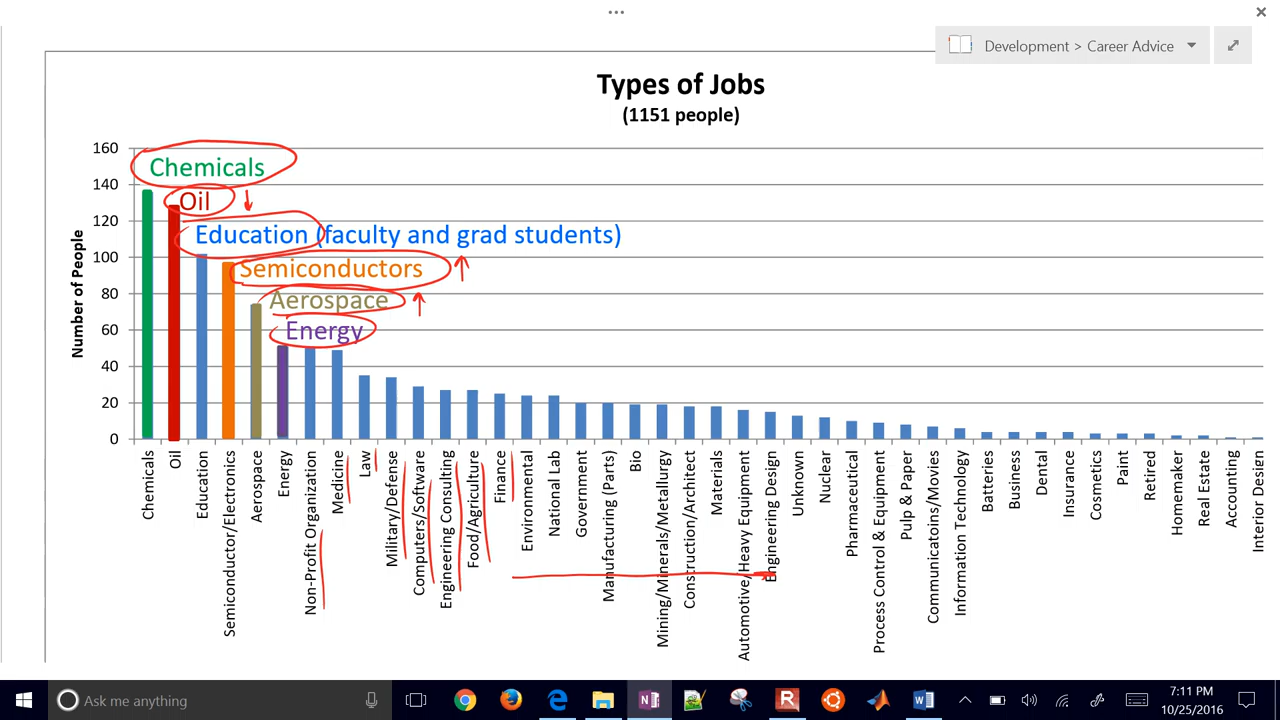 Development > Career Advice
Types of Jobs
(1151 people)
Number of People
160
140
120
100
80
60
40
20
0
Chemicals
Oil
Education (faculty and grad students)
Semiconductors
Aerospace
Energy
Chemicals
Oil
Education
Semiconductor/Electronics
Aerospace
Energy
Non-Profit Organization
Medicine
Law
Military/Defense
Computers/Software
Engineering Consulting
Food/Agriculture
Finance
Environmental
National Lab
Government
Manufacturing (Parts)
Bio
Mining/Minerals/Metallurgy
Construction/Architect
Materials
Automotive/Heavy Equipment
Engineering Design
Unknown
Nuclear
Pharmaceutical
Process Control & Equipment
Pulp & Paper
Communicatoins/Movies
Information Technology
Batteries
Business
Dental
Insurance
Cosmetics
Paint
Retired
Homemaker
Real Estate
Accounting
Interior Design
Ask me anything
7:11 PM
10/25/2016